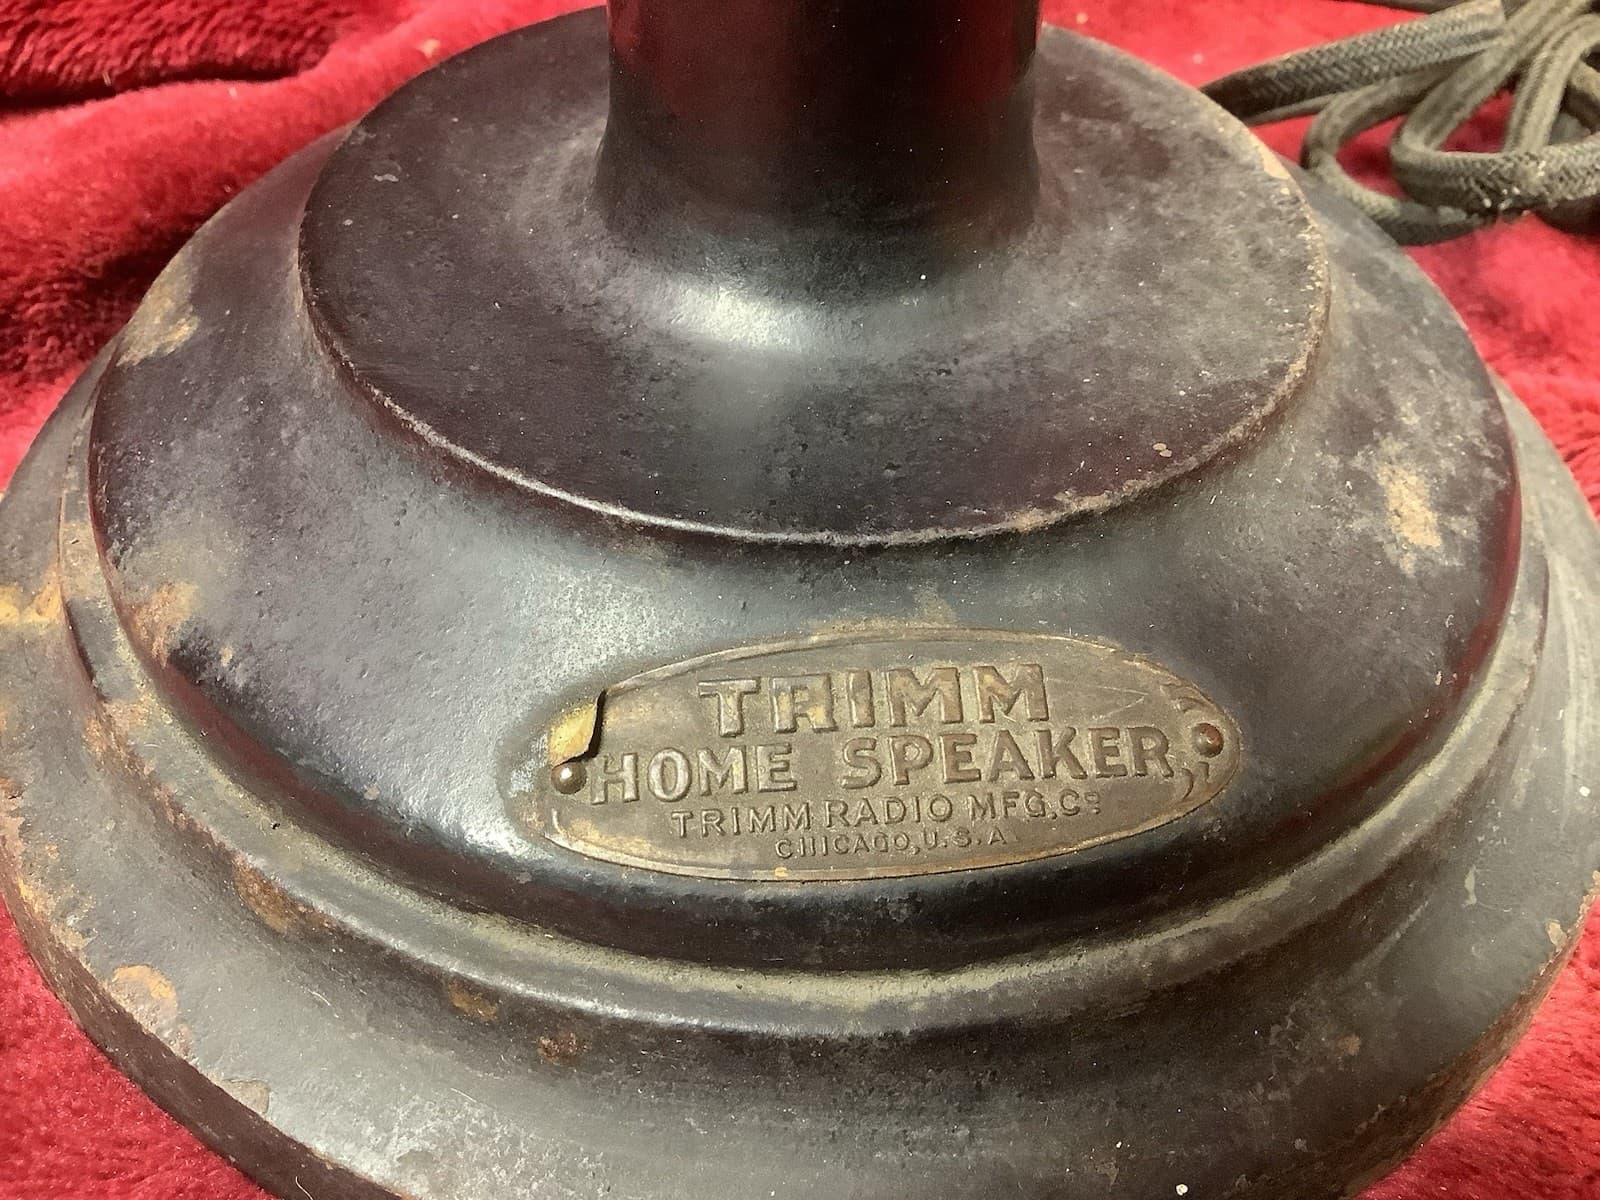 TRIMM
HOME SPEAKER,,
TRIMM RADIO MFG. Co
CHICAGO, U.S.A